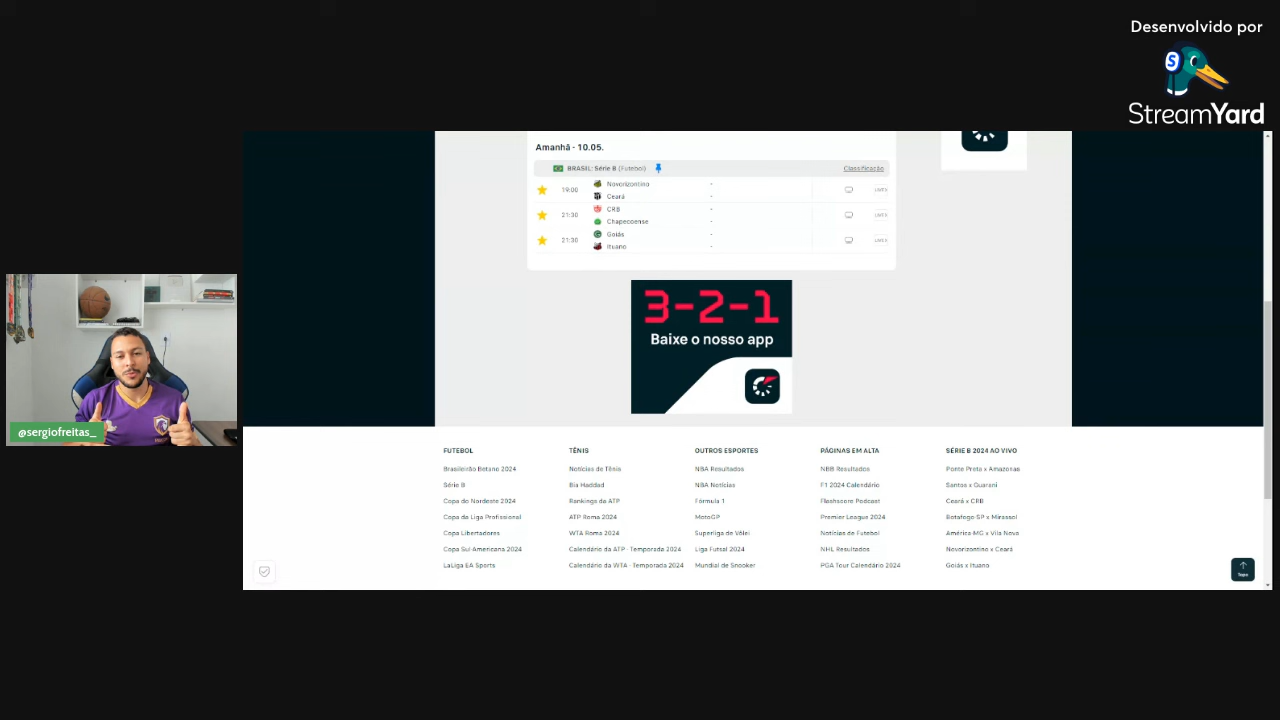 Desenvolvido por
StreamYard
Amanhã - 10.05.
BRASIL: Série B (Futebol)
Classificação
19:00
Novorizontino
-
Ceará
-
21:30
CRB
-
Chapecoense
-
21:30
Goiás
-
Ituano
-
3-2-1
Baixe o nosso app
@sergiofreitas_
FUTEBOL
Brasileirão Betano 2024
Série B
Copa do Nordeste 2024
Copa da Liga Profissional
Copa Libertadores
Copa Sul-Americana 2024
LaLiga EA Sports
TÊNIS
Notícias de Tênis
Bia Haddad
Rankings da ATP
ATP Roma 2024
WTA Roma 2024
Calendário da ATP - Temporada 2024
Calendário da WTA - Temporada 2024
OUTROS ESPORTES
NBA Resultados
NBA Notícias
Fórmula 1
MotoGP
Superliga de Vôlei
Liga Futsal 2024
Mundial de Snooker
PÁGINAS EM ALTA
NBB Resultados
F1 2024 Calendário
Flashscore Podcast
Premier League 2024
Notícias de Futebol
NHL Resultados
PGA Tour Calendário 2024
SÉRIE B 2024 AO VIVO
Ponte Preta x Amazonas
Santos x Guarani
Ceará x CRB
Botafogo-SP x Mirassol
América-MG x Vila Nova
Novorizontino x Ceará
Goiás x Ituano
Topo